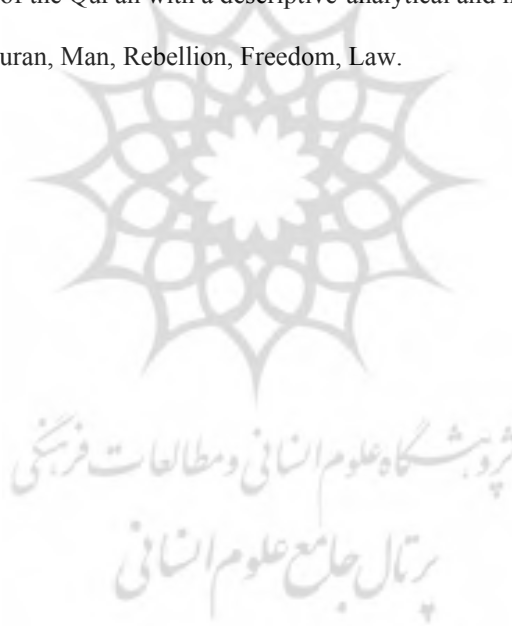 of the Qur'an with a descriptive-analytical and
uran, Man, Rebellion, Freedom, Law.
پژوهشگاه علوم انسانی و مطالعات فرهنگی
پرتال جامع علوم انسانی